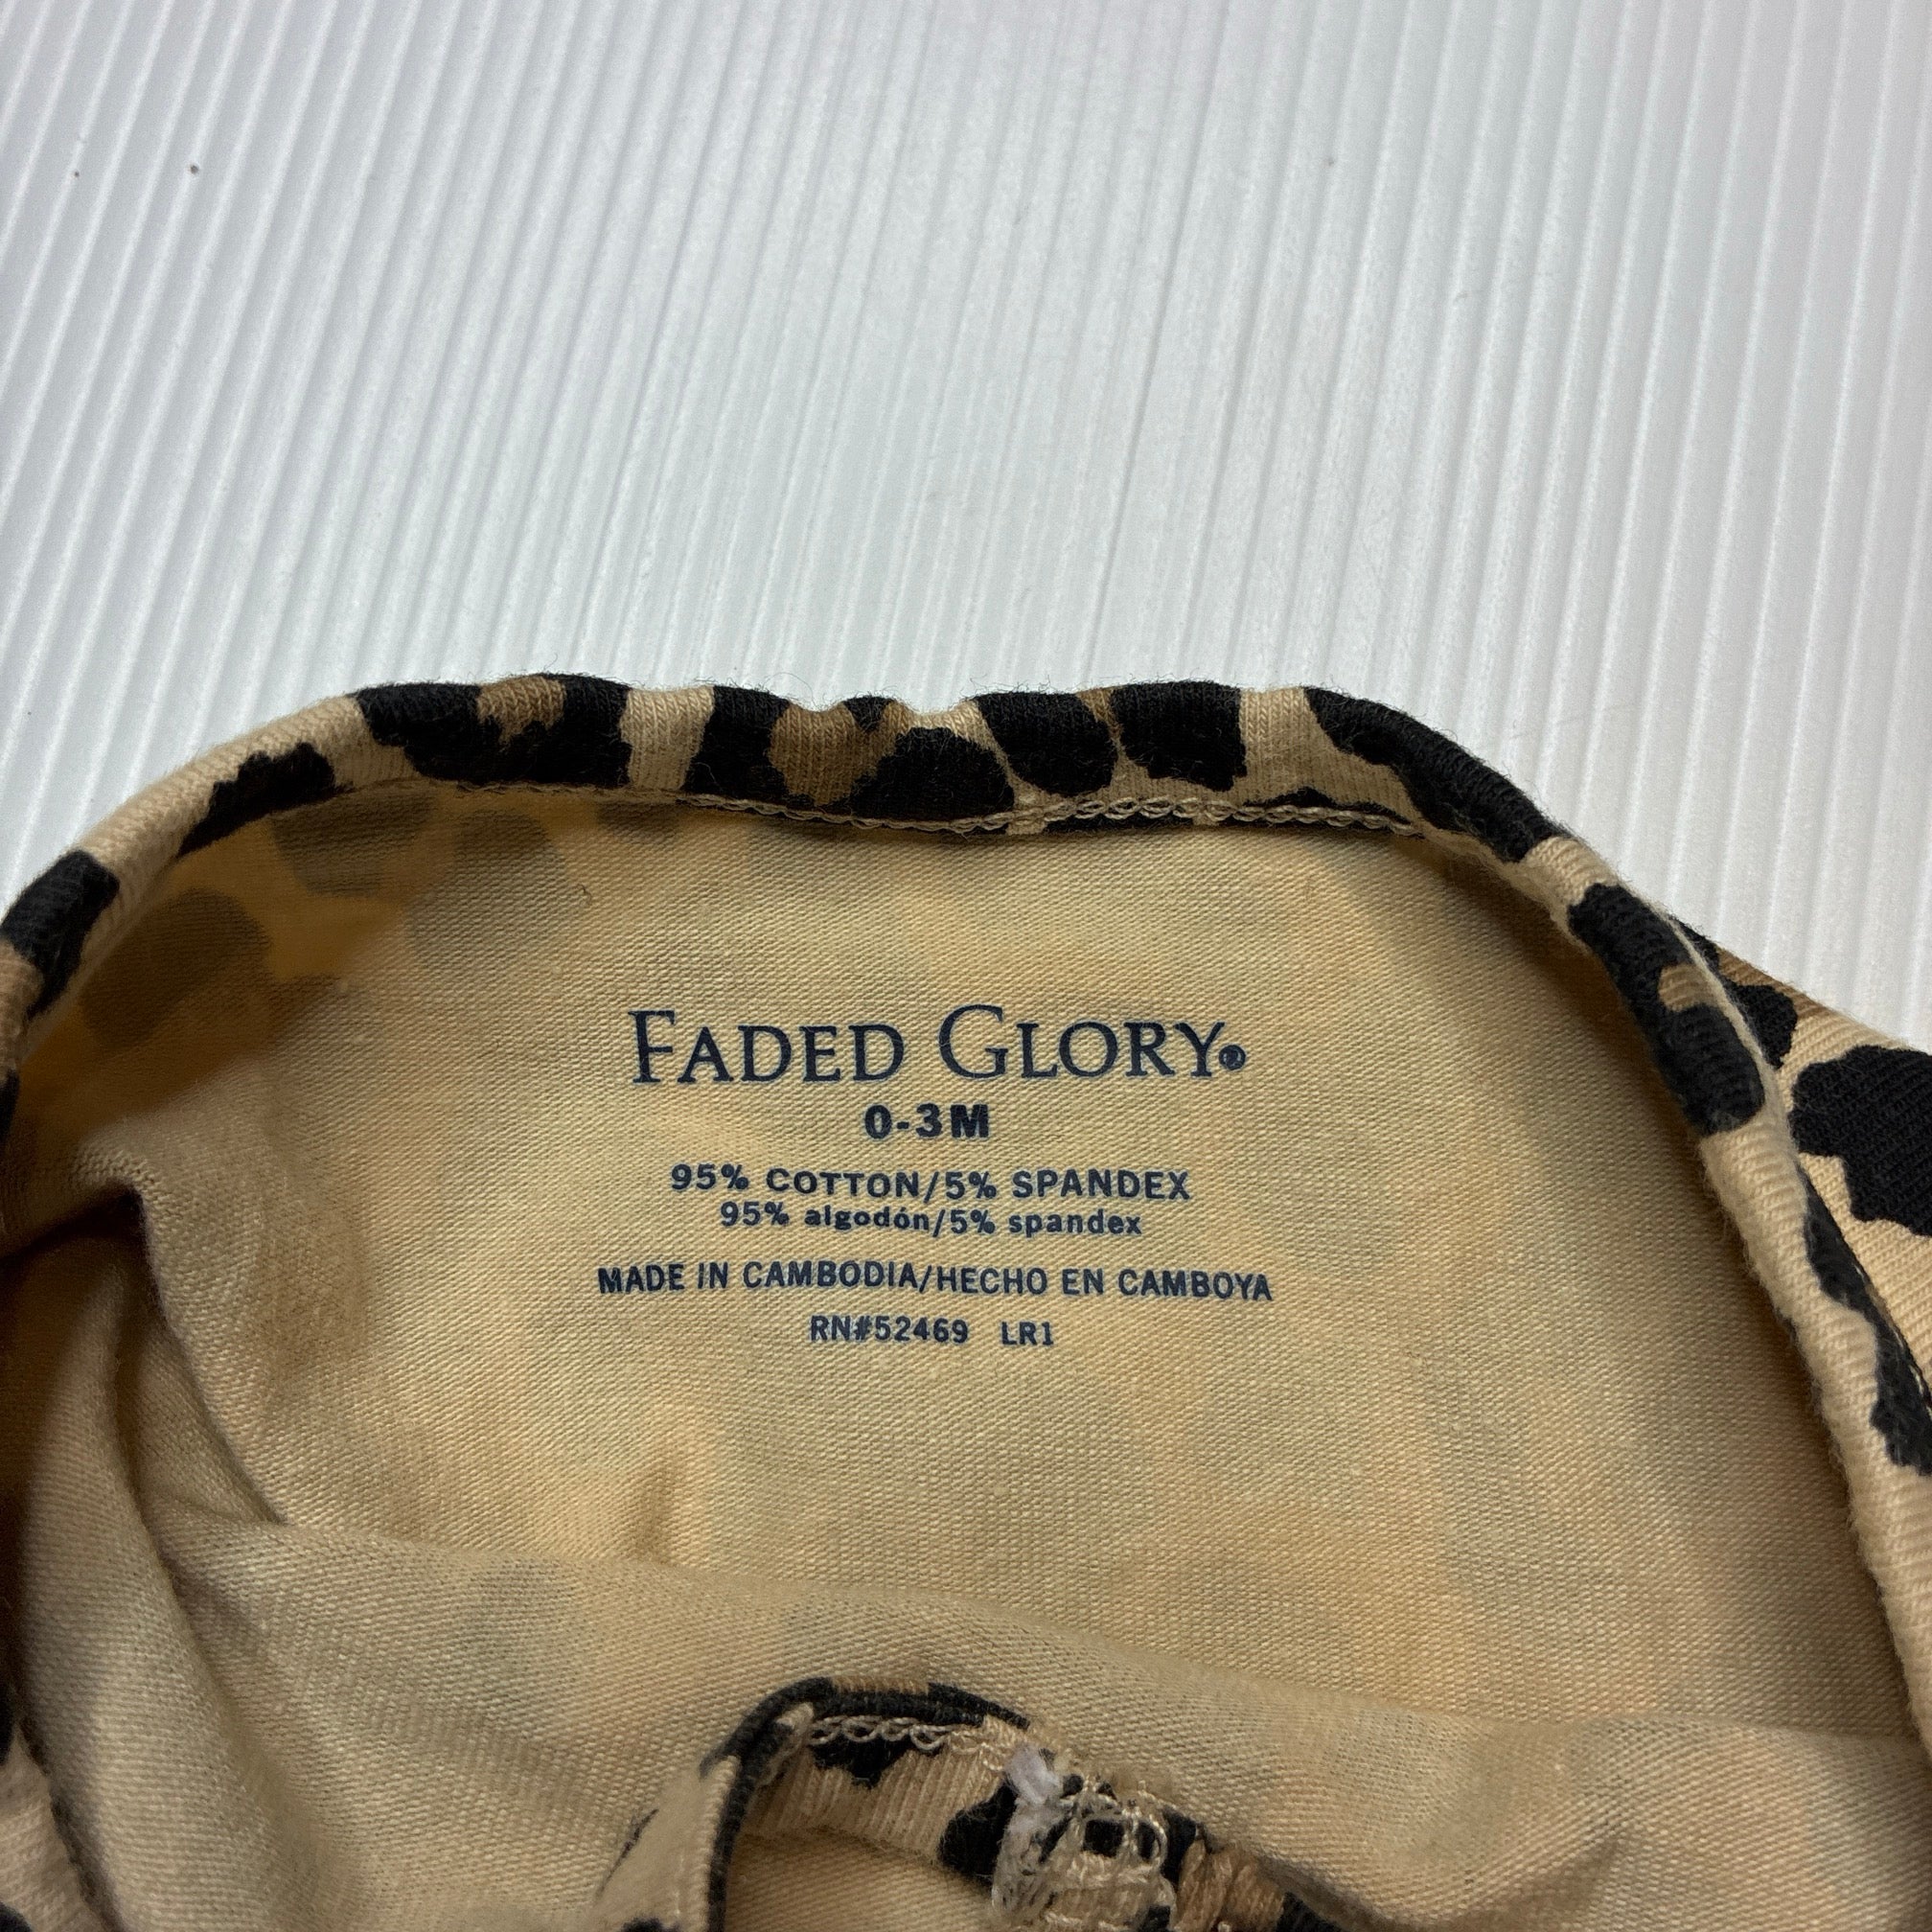 FADED GLORY®
0-3M
95% COTTON/5% SPANDEX
95% algodón/5% spandex
MADE IN CAMBODIA/HECHO EN CAMBOYA
RN#52469 LR1